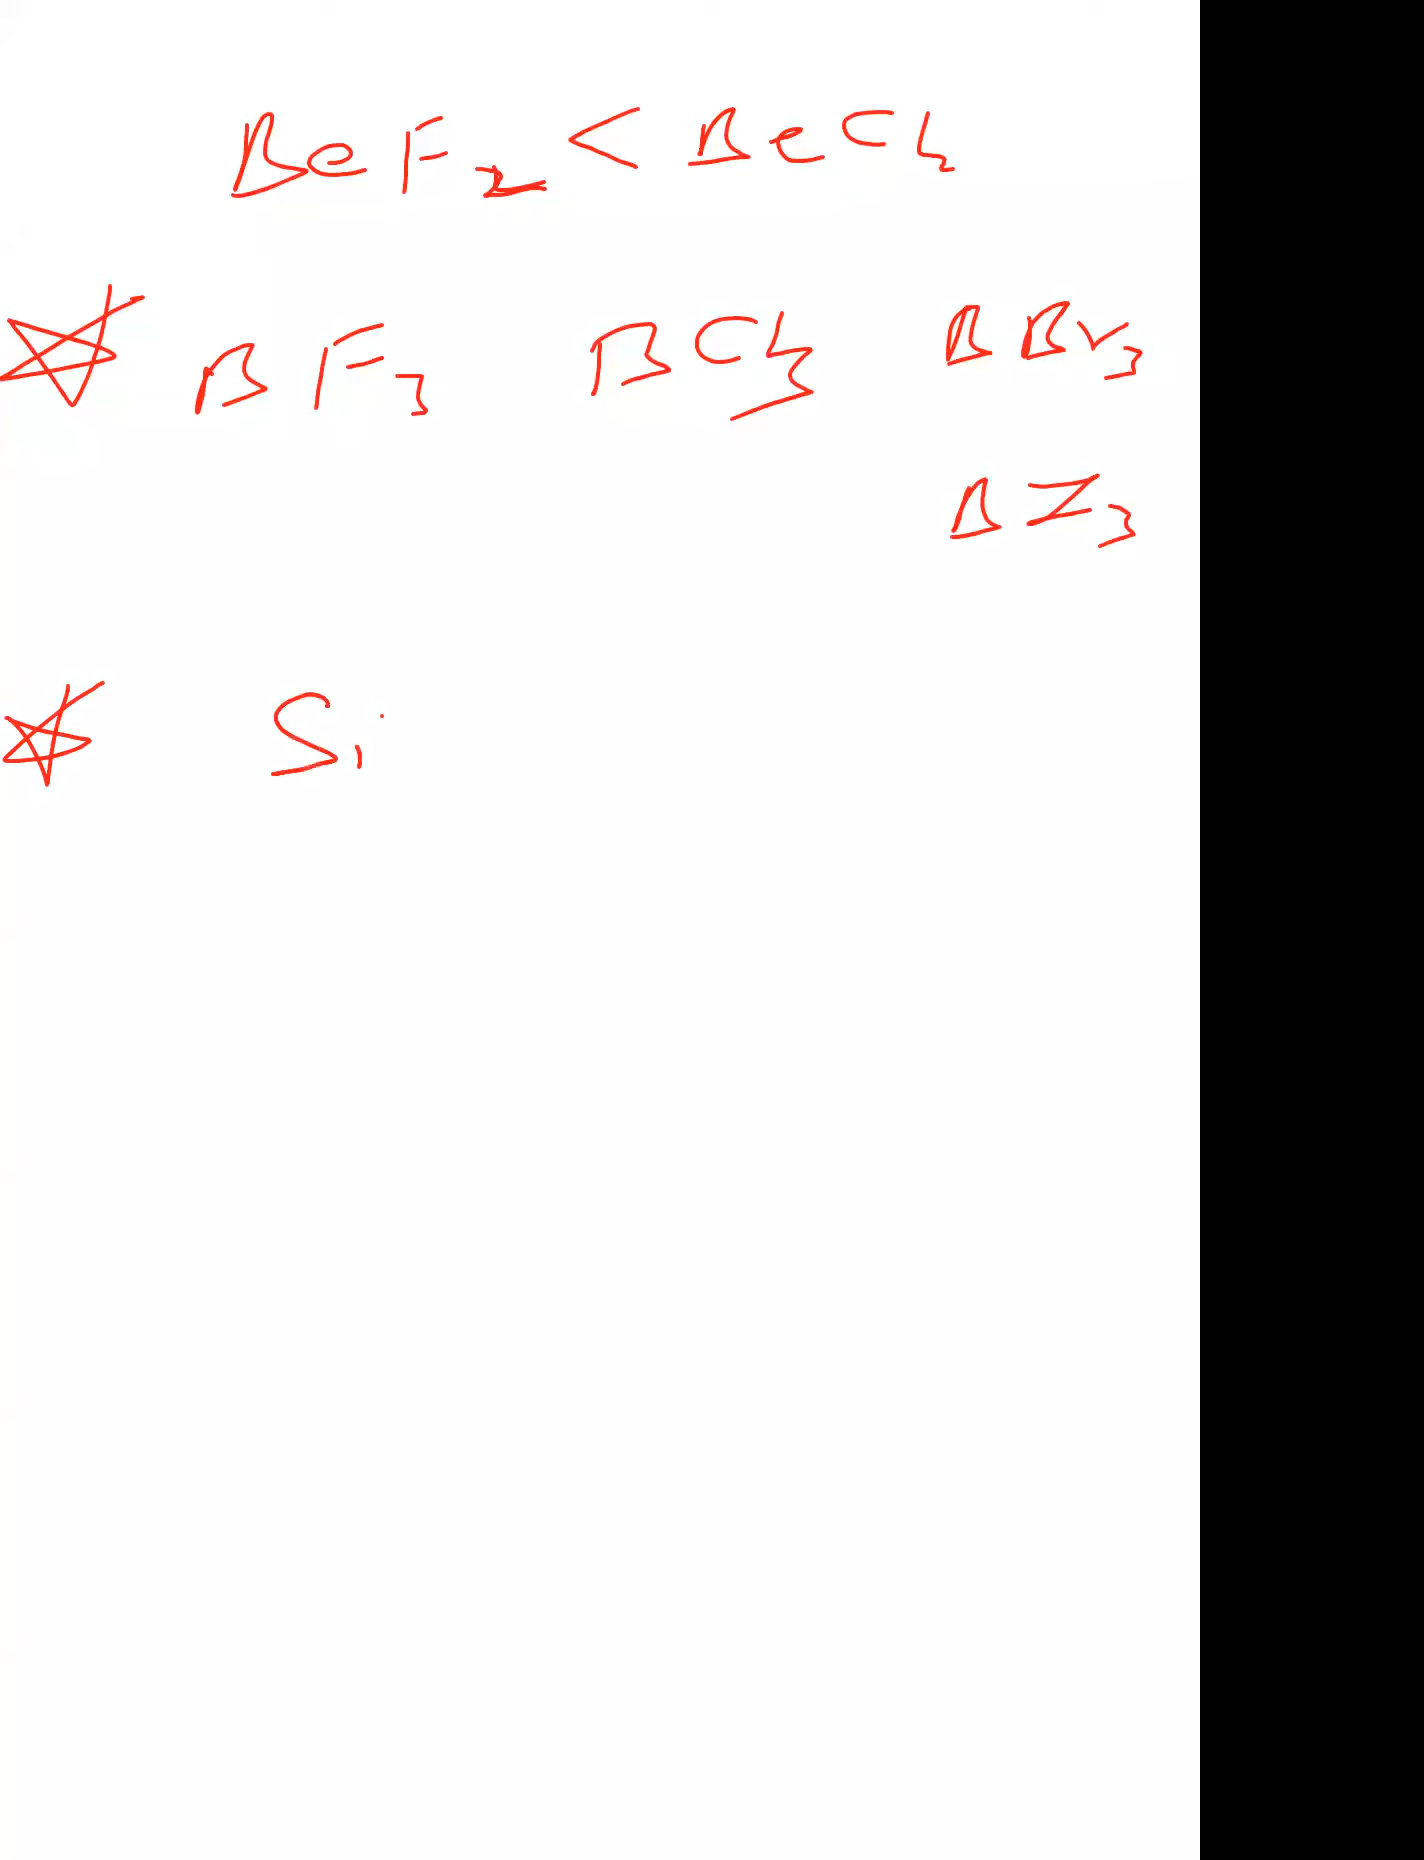 BeF₂ < BeCl₂
☆ BF₃ BCl₃ BBr₃
BI₃
☆ Si